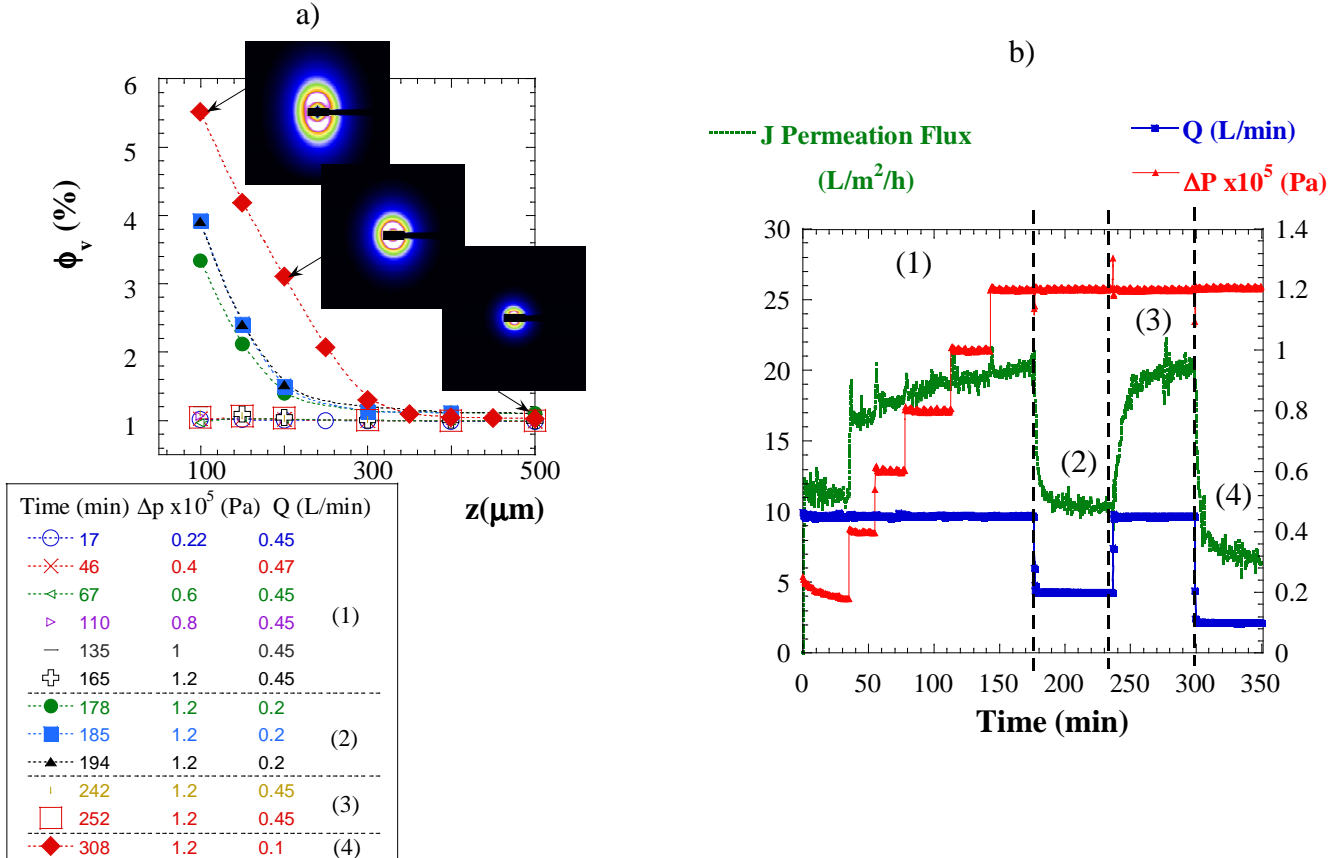 a)
6
5
4
3
2
1
ϕv (%)
100
300
500
z(μm)
Time (min) Δp x10⁵ (Pa) Q (L/min)
17 0.22 0.45
46 0.4 0.47
67 0.6 0.45
110 0.8 0.45
(1)
135 1 0.45
165 1.2 0.45
178 1.2 0.2
185 1.2 0.2
(2)
194 1.2 0.2
242 1.2 0.45
(3)
252 1.2 0.45
308 1.2 0.1 (4)
b)
J Permeation Flux
(L/m²/h)
Q (L/min)
ΔP x10⁵ (Pa)
30
25
20
15
10
5
0
1.4
1.2
1
0.8
0.6
0.4
0.2
0
(1)
(2)
(3)
(4)
0 50 100 150 200 250 300 350
Time (min)